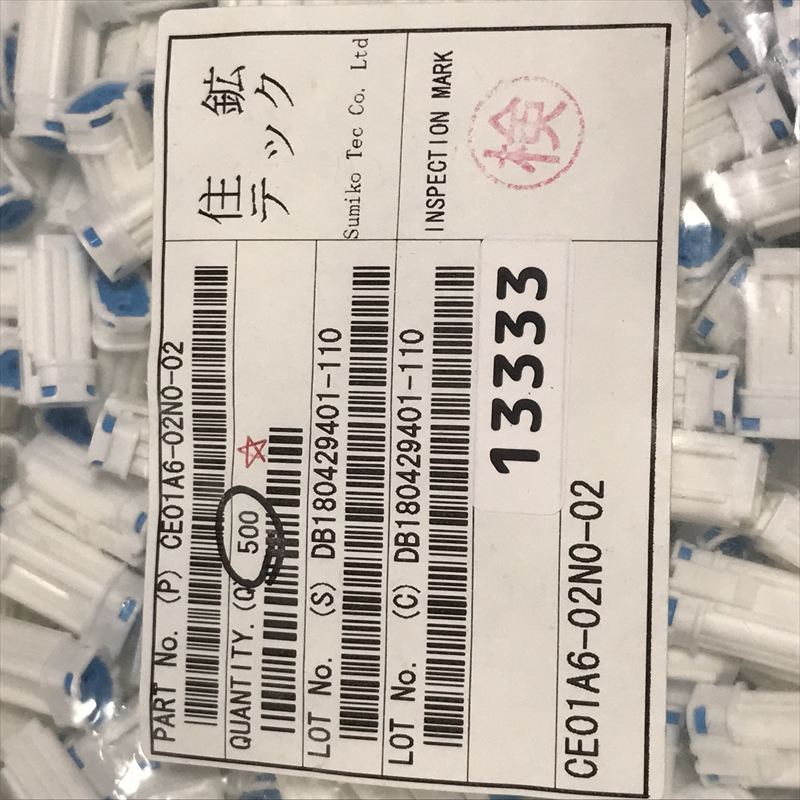 住鉱
テック
Sumiko Tec Co. Ltd
INSPECTION MARK
検
PART No. (P) CE01A6-02N0-02
QUANTITY. (Q) 500
LOT No. (S) DB180429401-110
LOT No. (C) DB180429401-110
13333
CE01A6-02N0-02